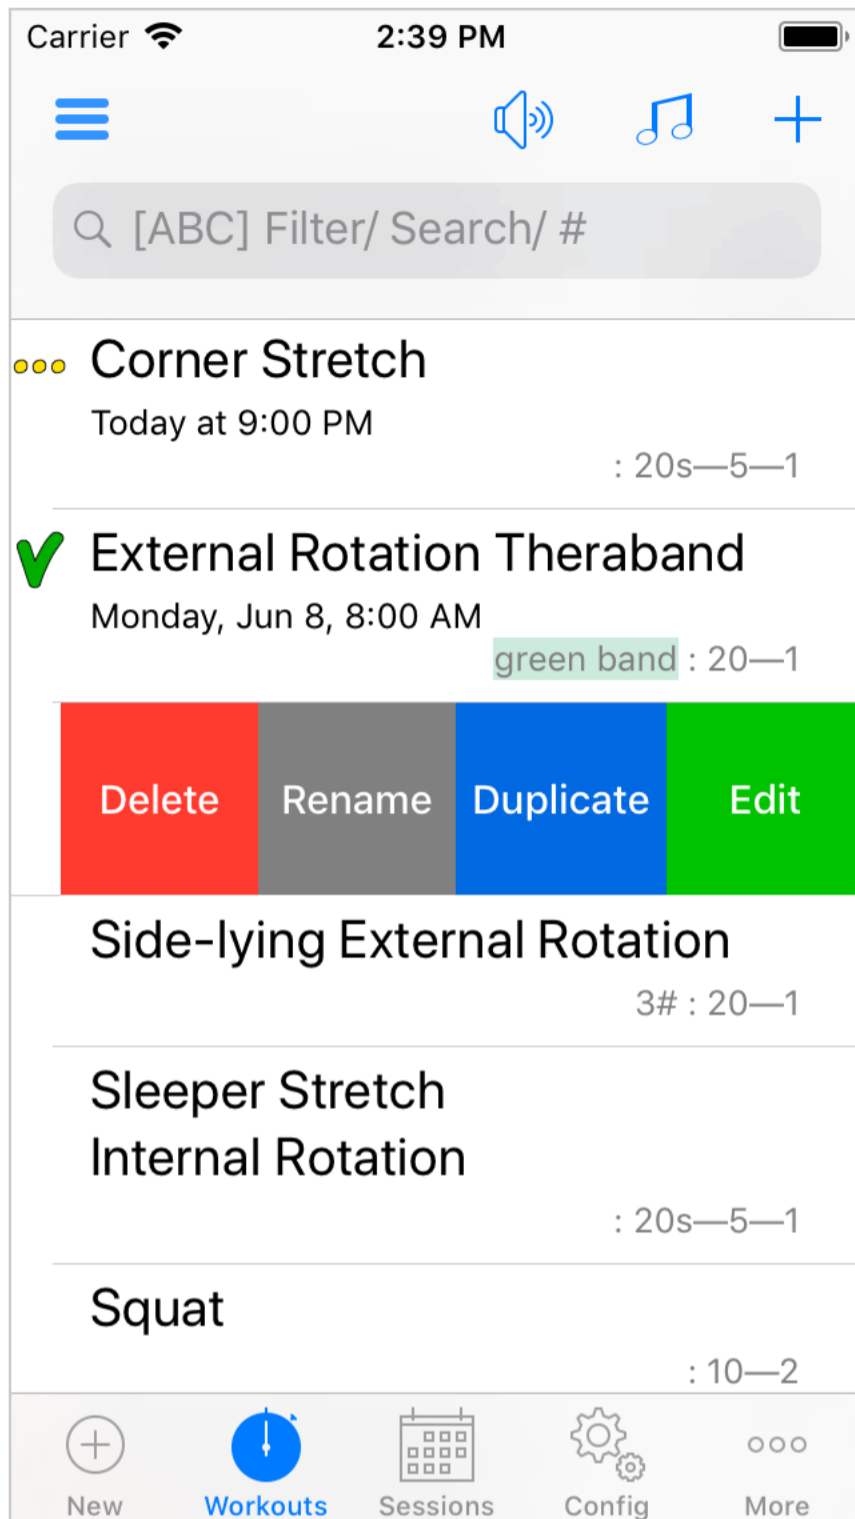 Carrier 2:39 PM
[ABC] Filter/ Search/ #
Corner Stretch
Today at 9:00 PM
: 20s—5—1
External Rotation Theraband
Monday, Jun 8, 8:00 AM
green band : 20—1
Delete Rename Duplicate Edit
Side-lying External Rotation
3# : 20—1
Sleeper Stretch
Internal Rotation
: 20s—5—1
Squat
: 10—2
New Workouts Sessions Config More